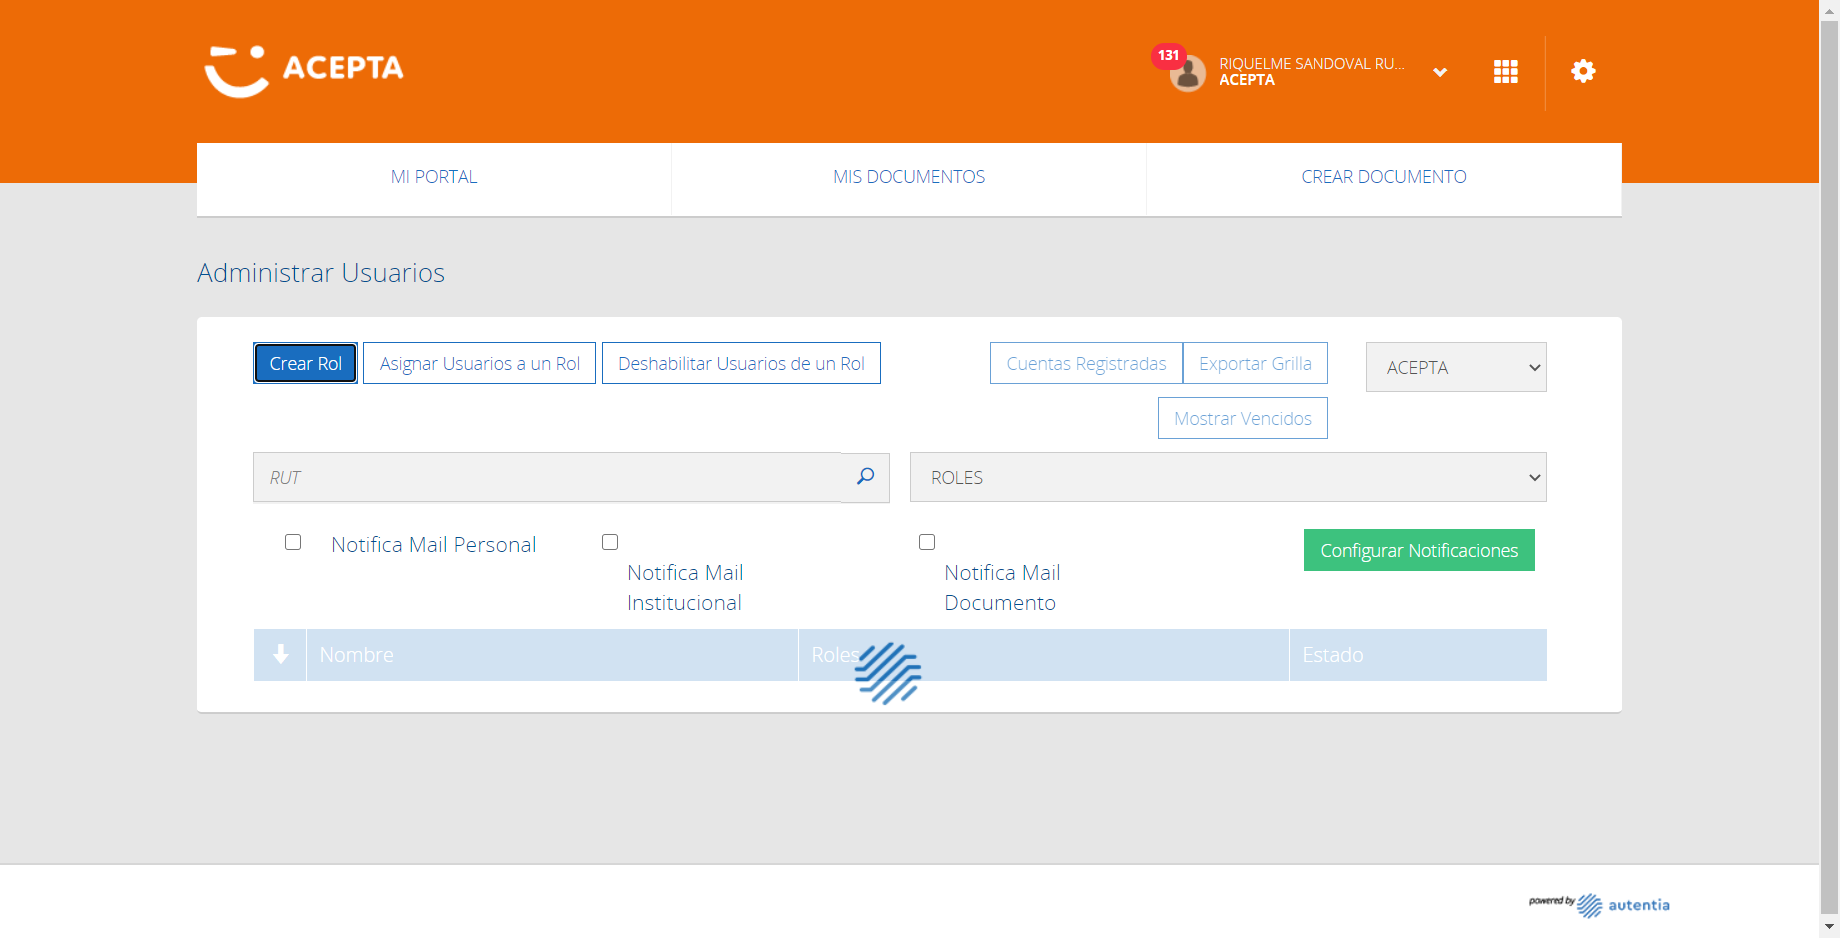 ACEPTA
131
RIQUELME SANDOVAL RU...
ACEPTA
MI PORTAL
MIS DOCUMENTOS
CREAR DOCUMENTO
Administrar Usuarios
Crear Rol
Asignar Usuarios a un Rol
Deshabilitar Usuarios de un Rol
Cuentas Registradas
Exportar Grilla
ACEPTA
Mostrar Vencidos
RUT
ROLES
Notifica Mail Personal
Notifica Mail
Institucional
Notifica Mail
Documento
Configurar Notificaciones
Nombre
Roles
Estado
powered by autentia